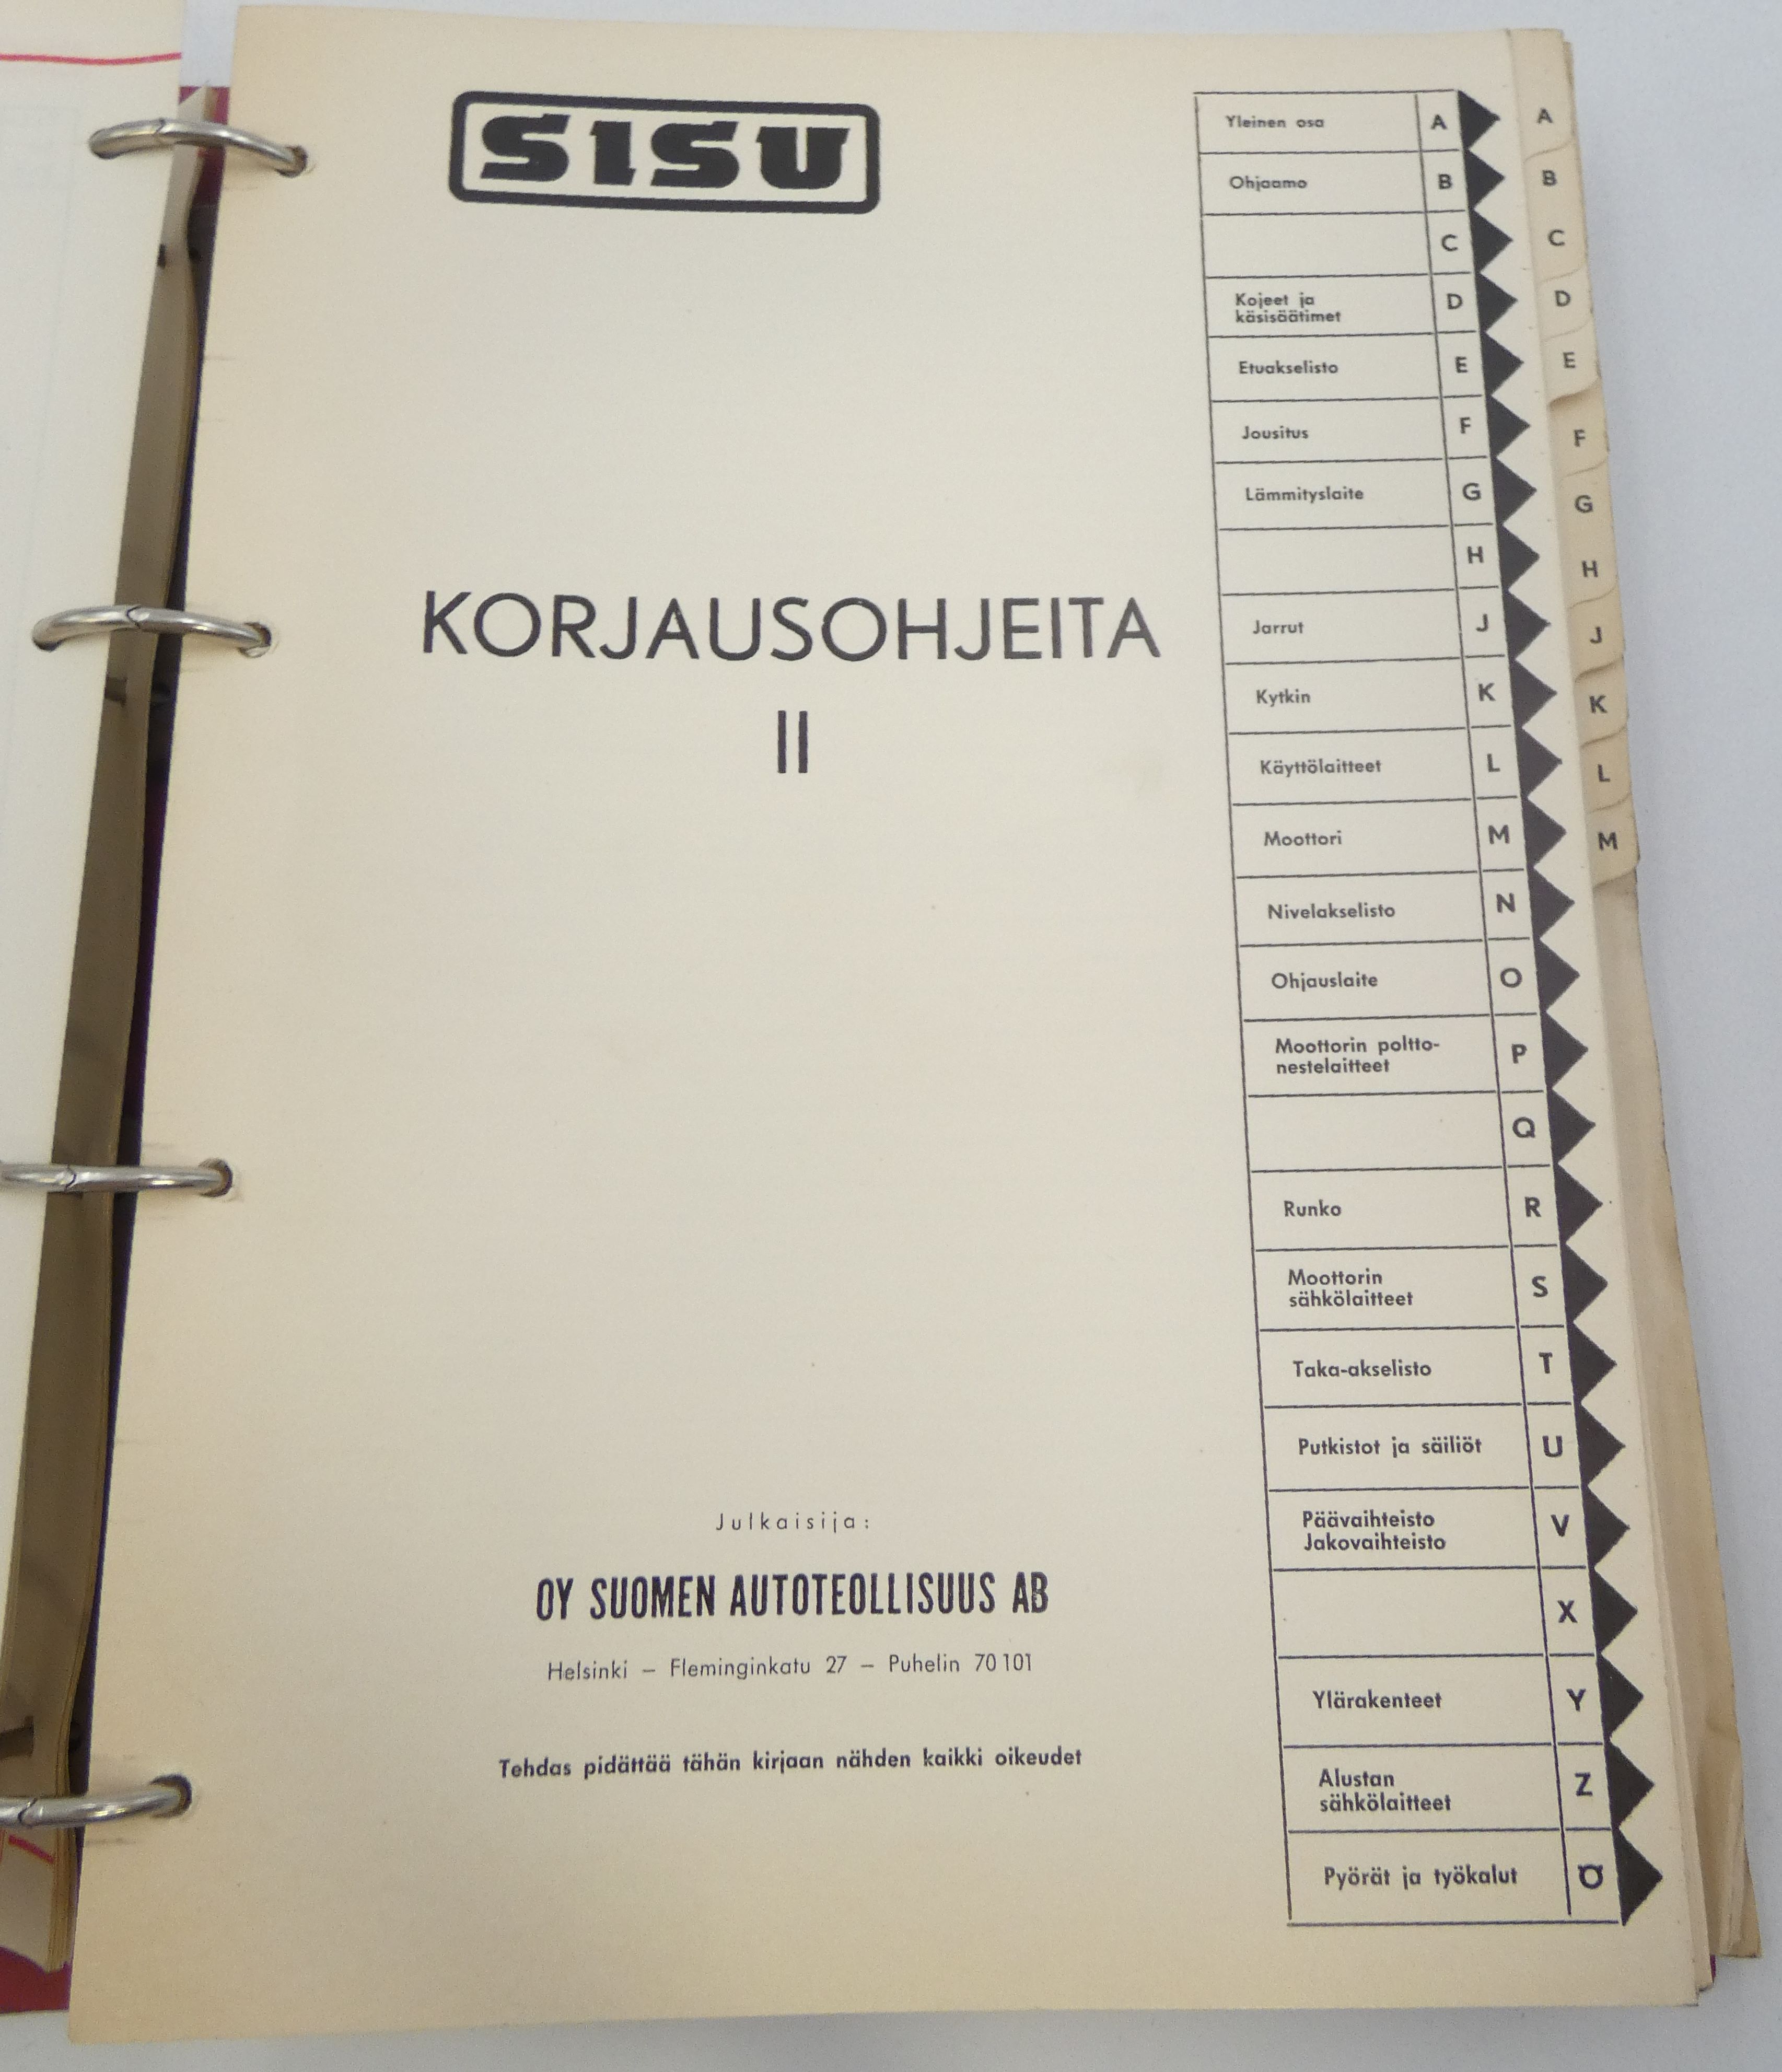 SISU
KORJAUSOHJEITA
II
Julkaisija:
OY SUOMEN AUTOTEOLLISUUS AB
Helsinki – Fleminginkatu 27 – Puhelin 70101
Tehdas pidättää tähän kirjaan nähden kaikki oikeudet
Yleinen osa A
Ohjaamo B
C
Kojeet ja
käsisäätimet D
Etuakselisto E
Jousitus F
Lämmityslaite G
H
Jarrut J
Kytkin K
Käyttölaitteet L
Moottori M
Nivelakselisto N
Ohjauslaite O
Moottorin poltto-
nestelaitteet P
Q
Runko R
Moottorin
sähkölaitteet S
Taka-akselisto T
Putkistot ja säiliöt U
Päävaihteisto
Jakovaihteisto V
X
Ylärakenteet Y
Alustan
sähkölaitteet Z
Pyörät ja työkalut Ö
A
B
C
D
E
F
G
H
J
K
L
M